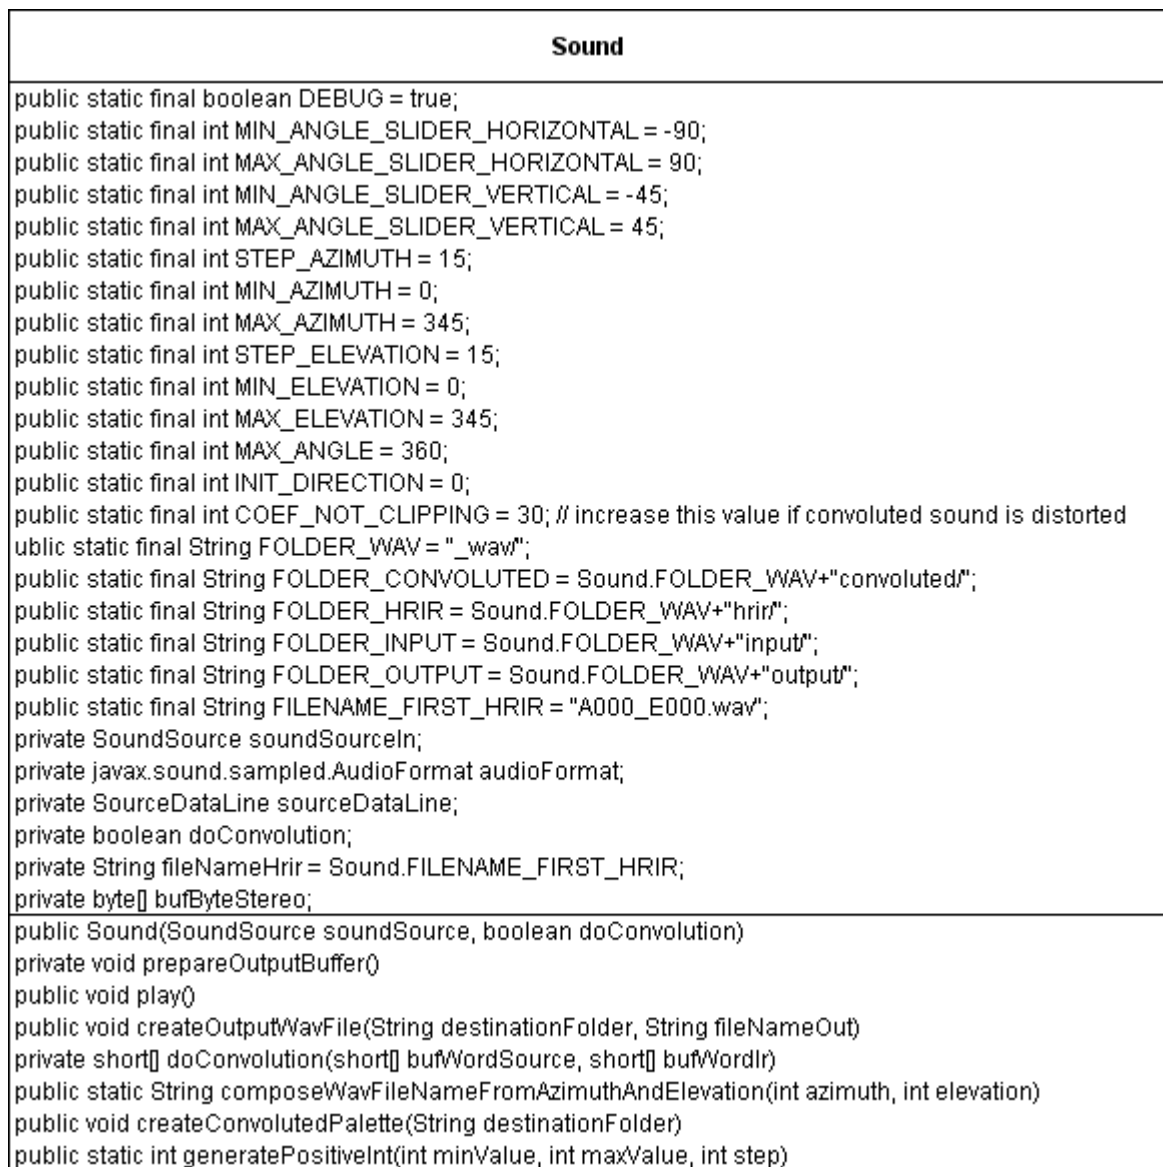 Sound
public static final boolean DEBUG = true;
public static final int MIN_ANGLE_SLIDER_HORIZONTAL = -90;
public static final int MAX_ANGLE_SLIDER_HORIZONTAL = 90;
public static final int MIN_ANGLE_SLIDER_VERTICAL = -45;
public static final int MAX_ANGLE_SLIDER_VERTICAL = 45;
public static final int STEP_AZIMUTH = 15;
public static final int MIN_AZIMUTH = 0;
public static final int MAX_AZIMUTH = 345;
public static final int STEP_ELEVATION = 15;
public static final int MIN_ELEVATION = 0;
public static final int MAX_ELEVATION = 345;
public static final int MAX_ANGLE = 360;
public static final int INIT_DIRECTION = 0;
public static final int COEF_NOT_CLIPPING = 30; // increase this value if convoluted sound is distorted
ublic static final String FOLDER_WAV = "_wav/";
public static final String FOLDER_CONVOLUTED = Sound.FOLDER_WAV+"convoluted/";
public static final String FOLDER_HRIR = Sound.FOLDER_WAV+"hrir/";
public static final String FOLDER_INPUT = Sound.FOLDER_WAV+"input/";
public static final String FOLDER_OUTPUT = Sound.FOLDER_WAV+"output/";
public static final String FILENAME_FIRST_HRIR = "A000_E000.wav";
private SoundSource soundSourceIn;
private javax.sound.sampled.AudioFormat audioFormat;
private SourceDataLine sourceDataLine;
private boolean doConvolution;
private String fileNameHrir = Sound.FILENAME_FIRST_HRIR;
private byte[] bufByteStereo;
public Sound(SoundSource soundSource, boolean doConvolution)
private void prepareOutputBuffer()
public void play()
public void createOutputWavFile(String destinationFolder, String fileNameOut)
private short[] doConvolution(short[] bufWordSource, short[] bufWordIr)
public static String composeWavFileNameFromAzimuthAndElevation(int azimuth, int elevation)
public void createConvolutedPalette(String destinationFolder)
public static int generatePositiveInt(int minValue, int maxValue, int step)